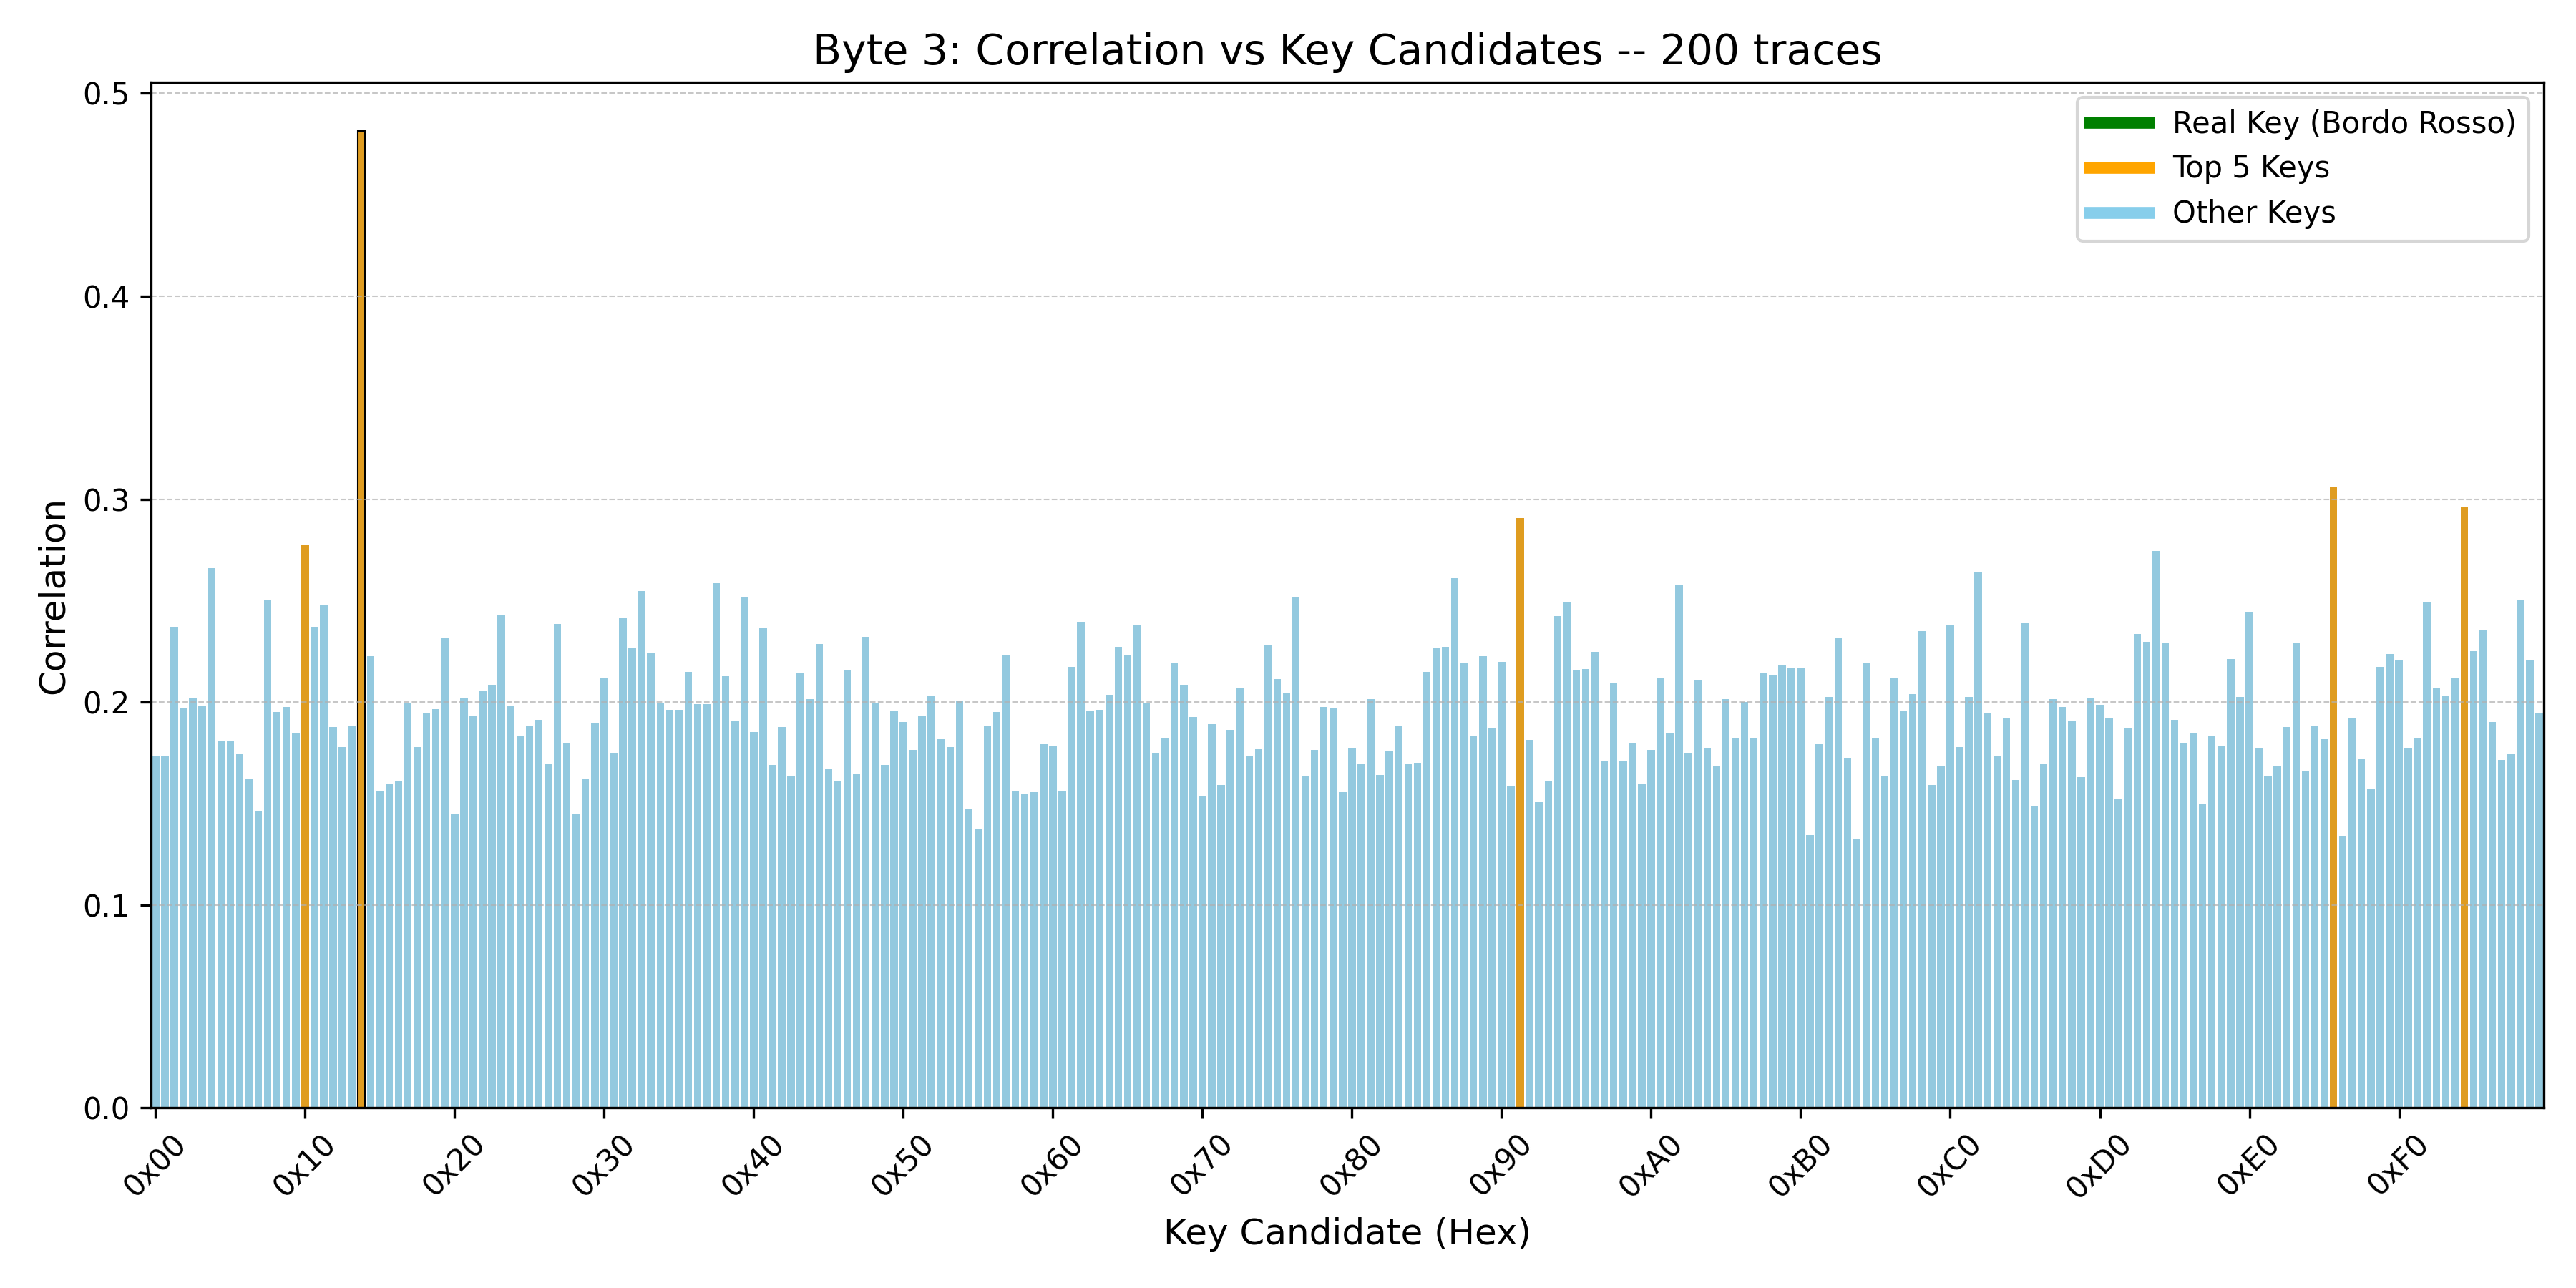 Byte 3: Correlation vs Key Candidates -- 200 traces
Real Key (Bordo Rosso)
Top 5 Keys
Other Keys
Correlation
0.5
0.4
0.3
0.2
0.1
0.0
0x00
0x10
0x20
0x30
0x40
0x50
0x60
0x70
0x80
0x90
0xA0
0xB0
0xC0
0xD0
0xE0
0xF0
Key Candidate (Hex)